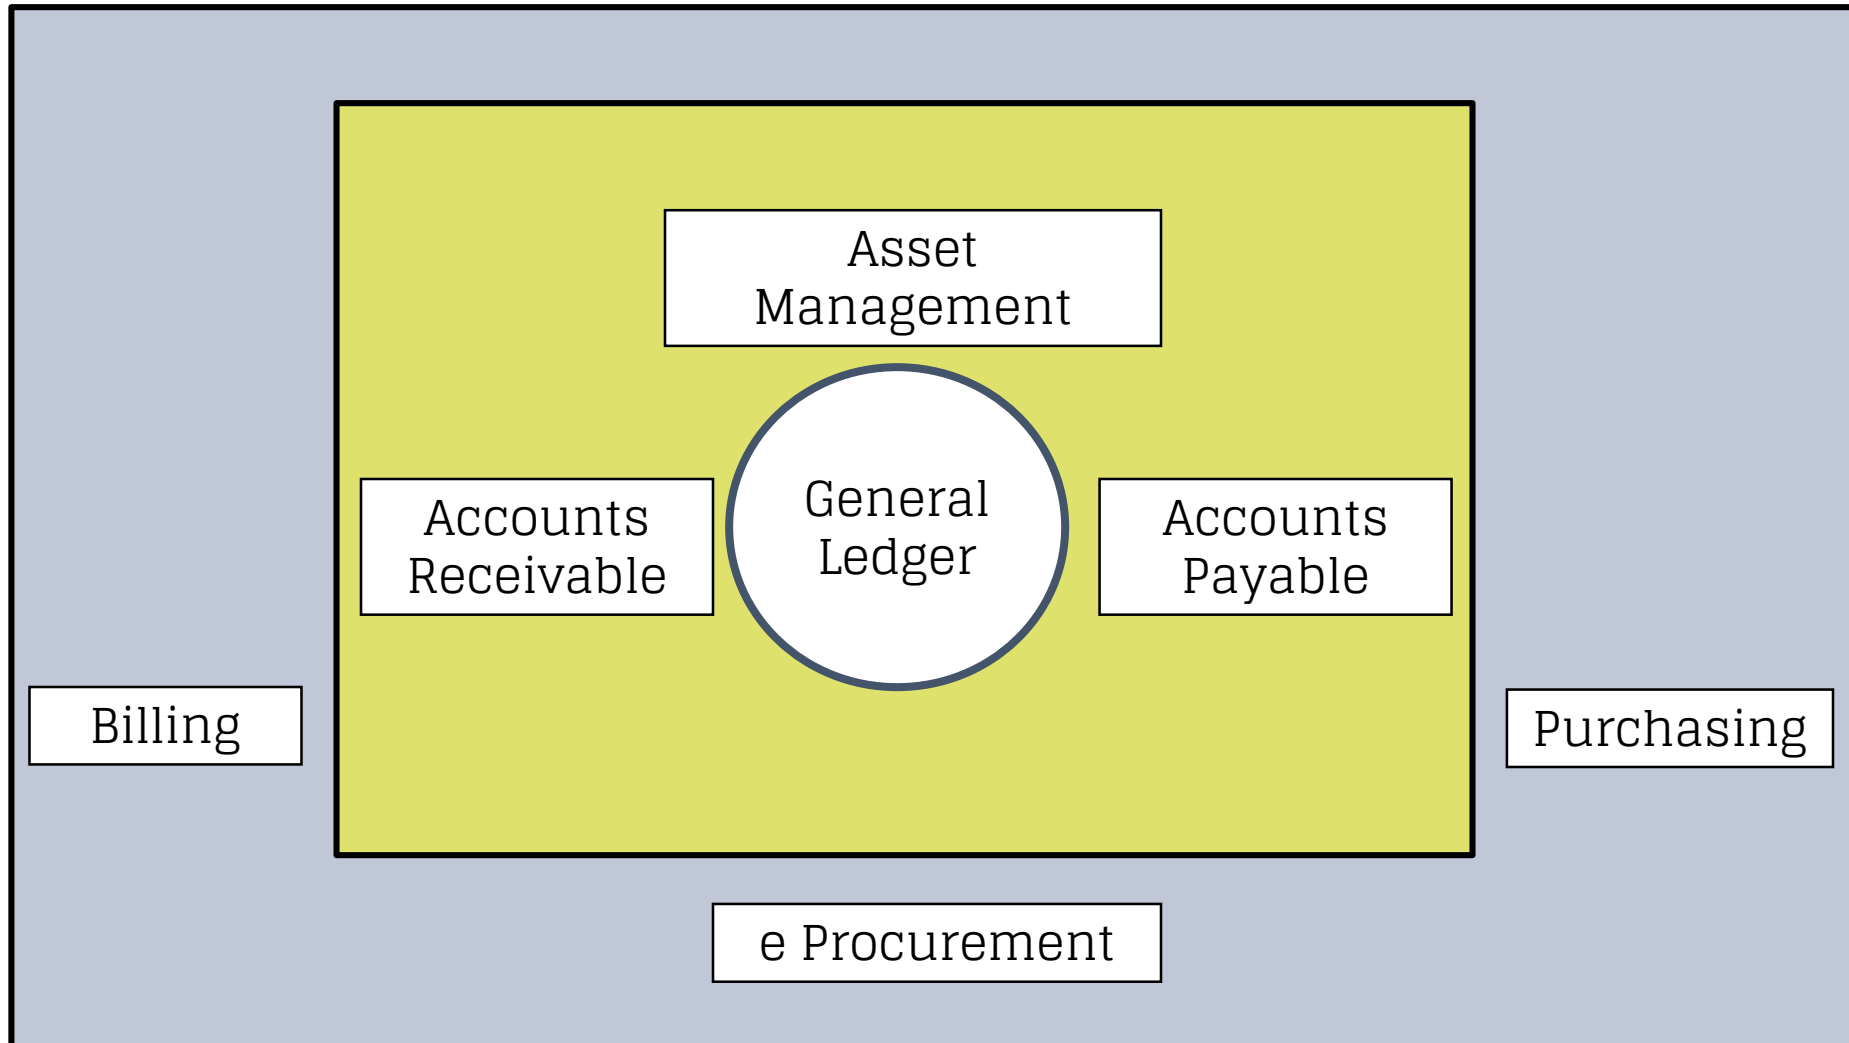 Asset
Management
General
Ledger
Accounts
Receivable
Accounts
Payable
Billing
Purchasing
e Procurement